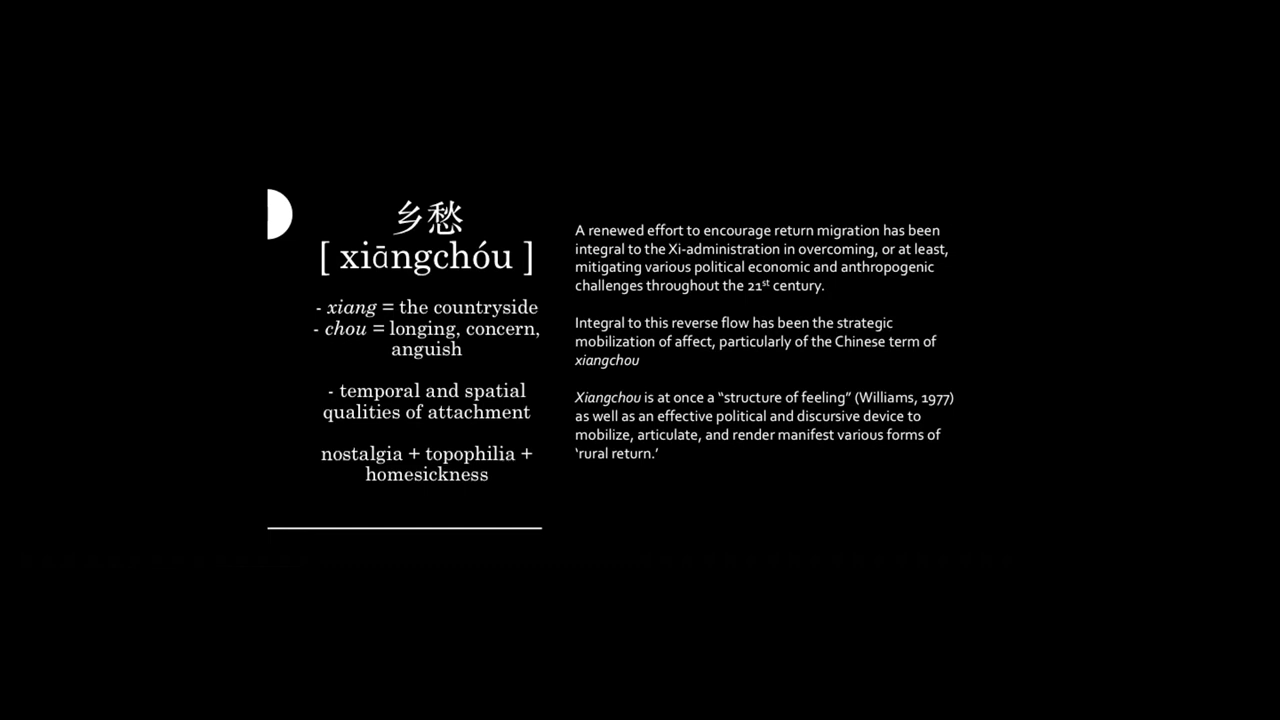 乡愁
[ xiāngchóu ]
- xiang = the countryside
- chou = longing, concern,
anguish
- temporal and spatial
qualities of attachment
nostalgia + topophilia +
homesickness
A renewed effort to encourage return migration has been
integral to the Xi-administration in overcoming, or at least,
mitigating various political economic and anthropogenic
challenges throughout the 21st century.
Integral to this reverse flow has been the strategic
mobilization of affect, particularly of the Chinese term of
xiangchou
Xiangchou is at once a “structure of feeling” (Williams, 1977)
as well as an effective political and discursive device to
mobilize, articulate, and render manifest various forms of
‘rural return.’